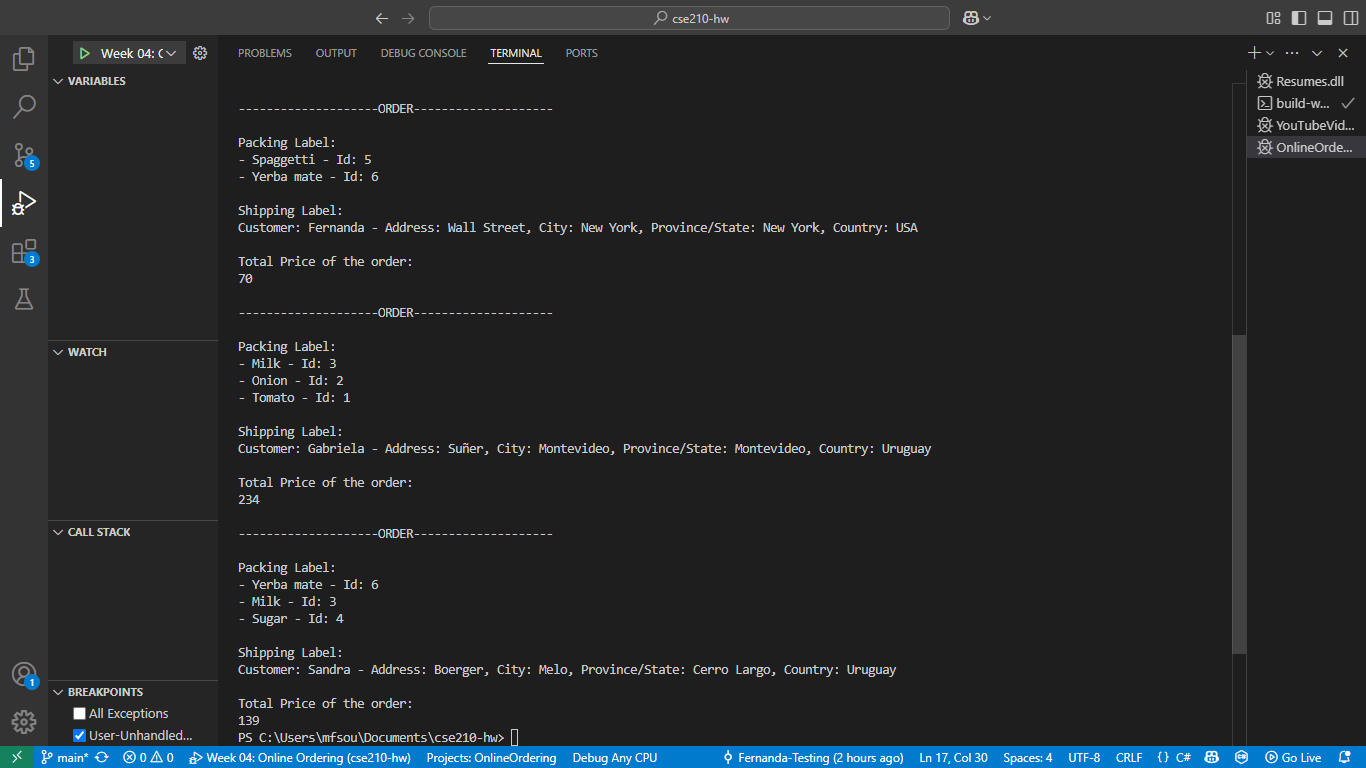 cse210-hw
Week 04: C
PROBLEMS
OUTPUT
DEBUG CONSOLE
TERMINAL
PORTS
VARIABLES
WATCH
CALL STACK
BREAKPOINTS
All Exceptions
User-Unhandled...
5
3
1
--------------------ORDER--------------------
Packing Label:
- Spaggetti - Id: 5
- Yerba mate - Id: 6
Shipping Label:
Customer: Fernanda - Address: Wall Street, City: New York, Province/State: New York, Country: USA
Total Price of the order:
70
--------------------ORDER--------------------
Packing Label:
- Milk - Id: 3
- Onion - Id: 2
- Tomato - Id: 1
Shipping Label:
Customer: Gabriela - Address: Suñer, City: Montevideo, Province/State: Montevideo, Country: Uruguay
Total Price of the order:
234
--------------------ORDER--------------------
Packing Label:
- Yerba mate - Id: 6
- Milk - Id: 3
- Sugar - Id: 4
Shipping Label:
Customer: Sandra - Address: Boerger, City: Melo, Province/State: Cerro Largo, Country: Uruguay
Total Price of the order:
139
PS C:\Users\mfsou\Documents\cse210-hw>
Resumes.dll
build-w...
YouTubeVid...
OnlineOrde...
main* 0 0 Week 04: Online Ordering (cse210-hw) Projects: OnlineOrdering Debug Any CPU Fernanda-Testing (2 hours ago) Ln 17, Col 30 Spaces: 4 UTF-8 CRLF {} C# Go Live